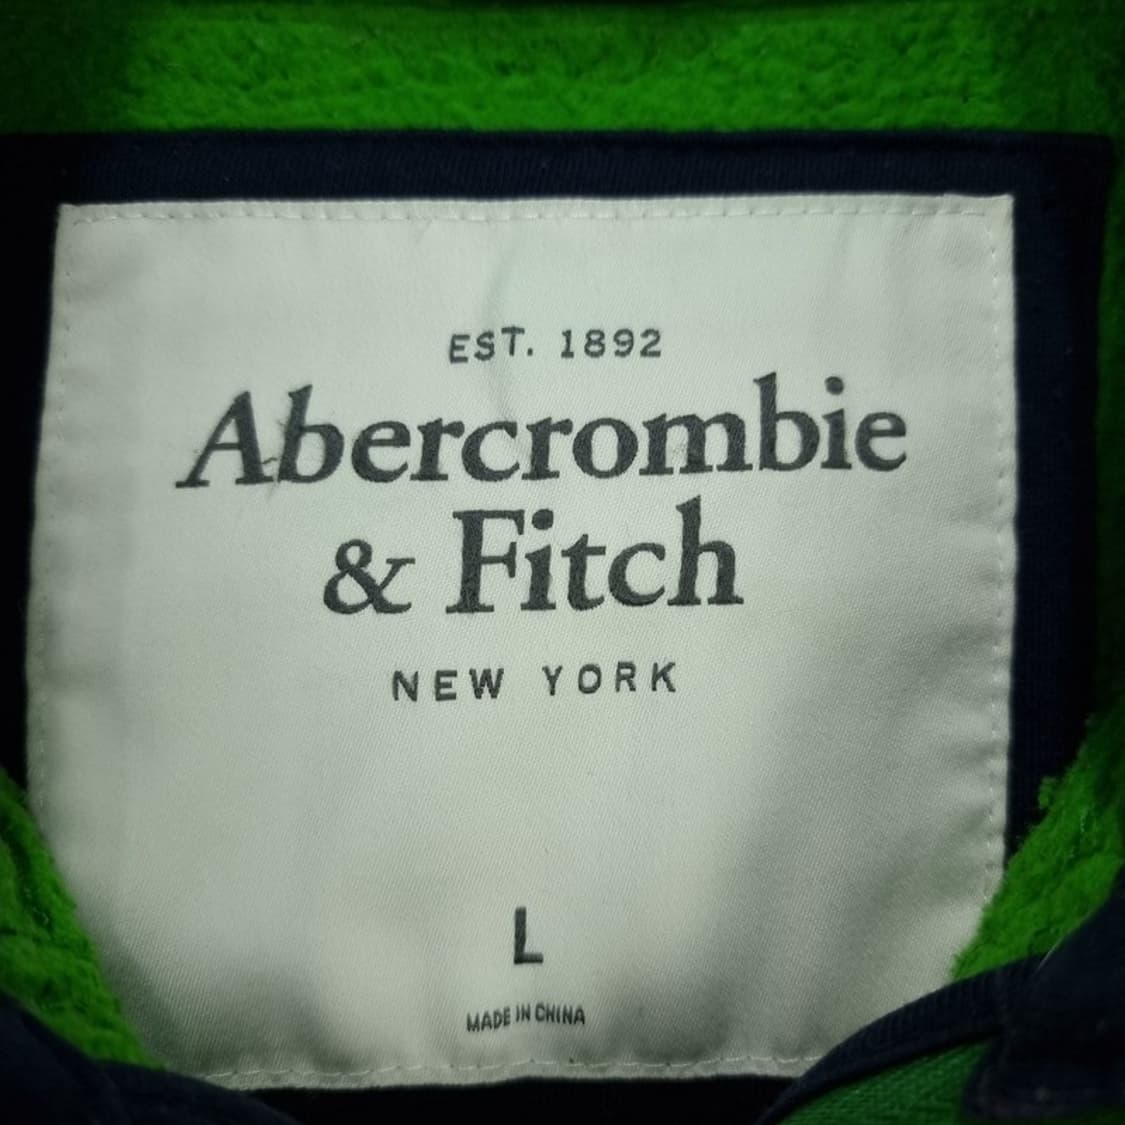 EST. 1892
Abercrombie
& Fitch
NEW YORK
L
MADE IN CHINA